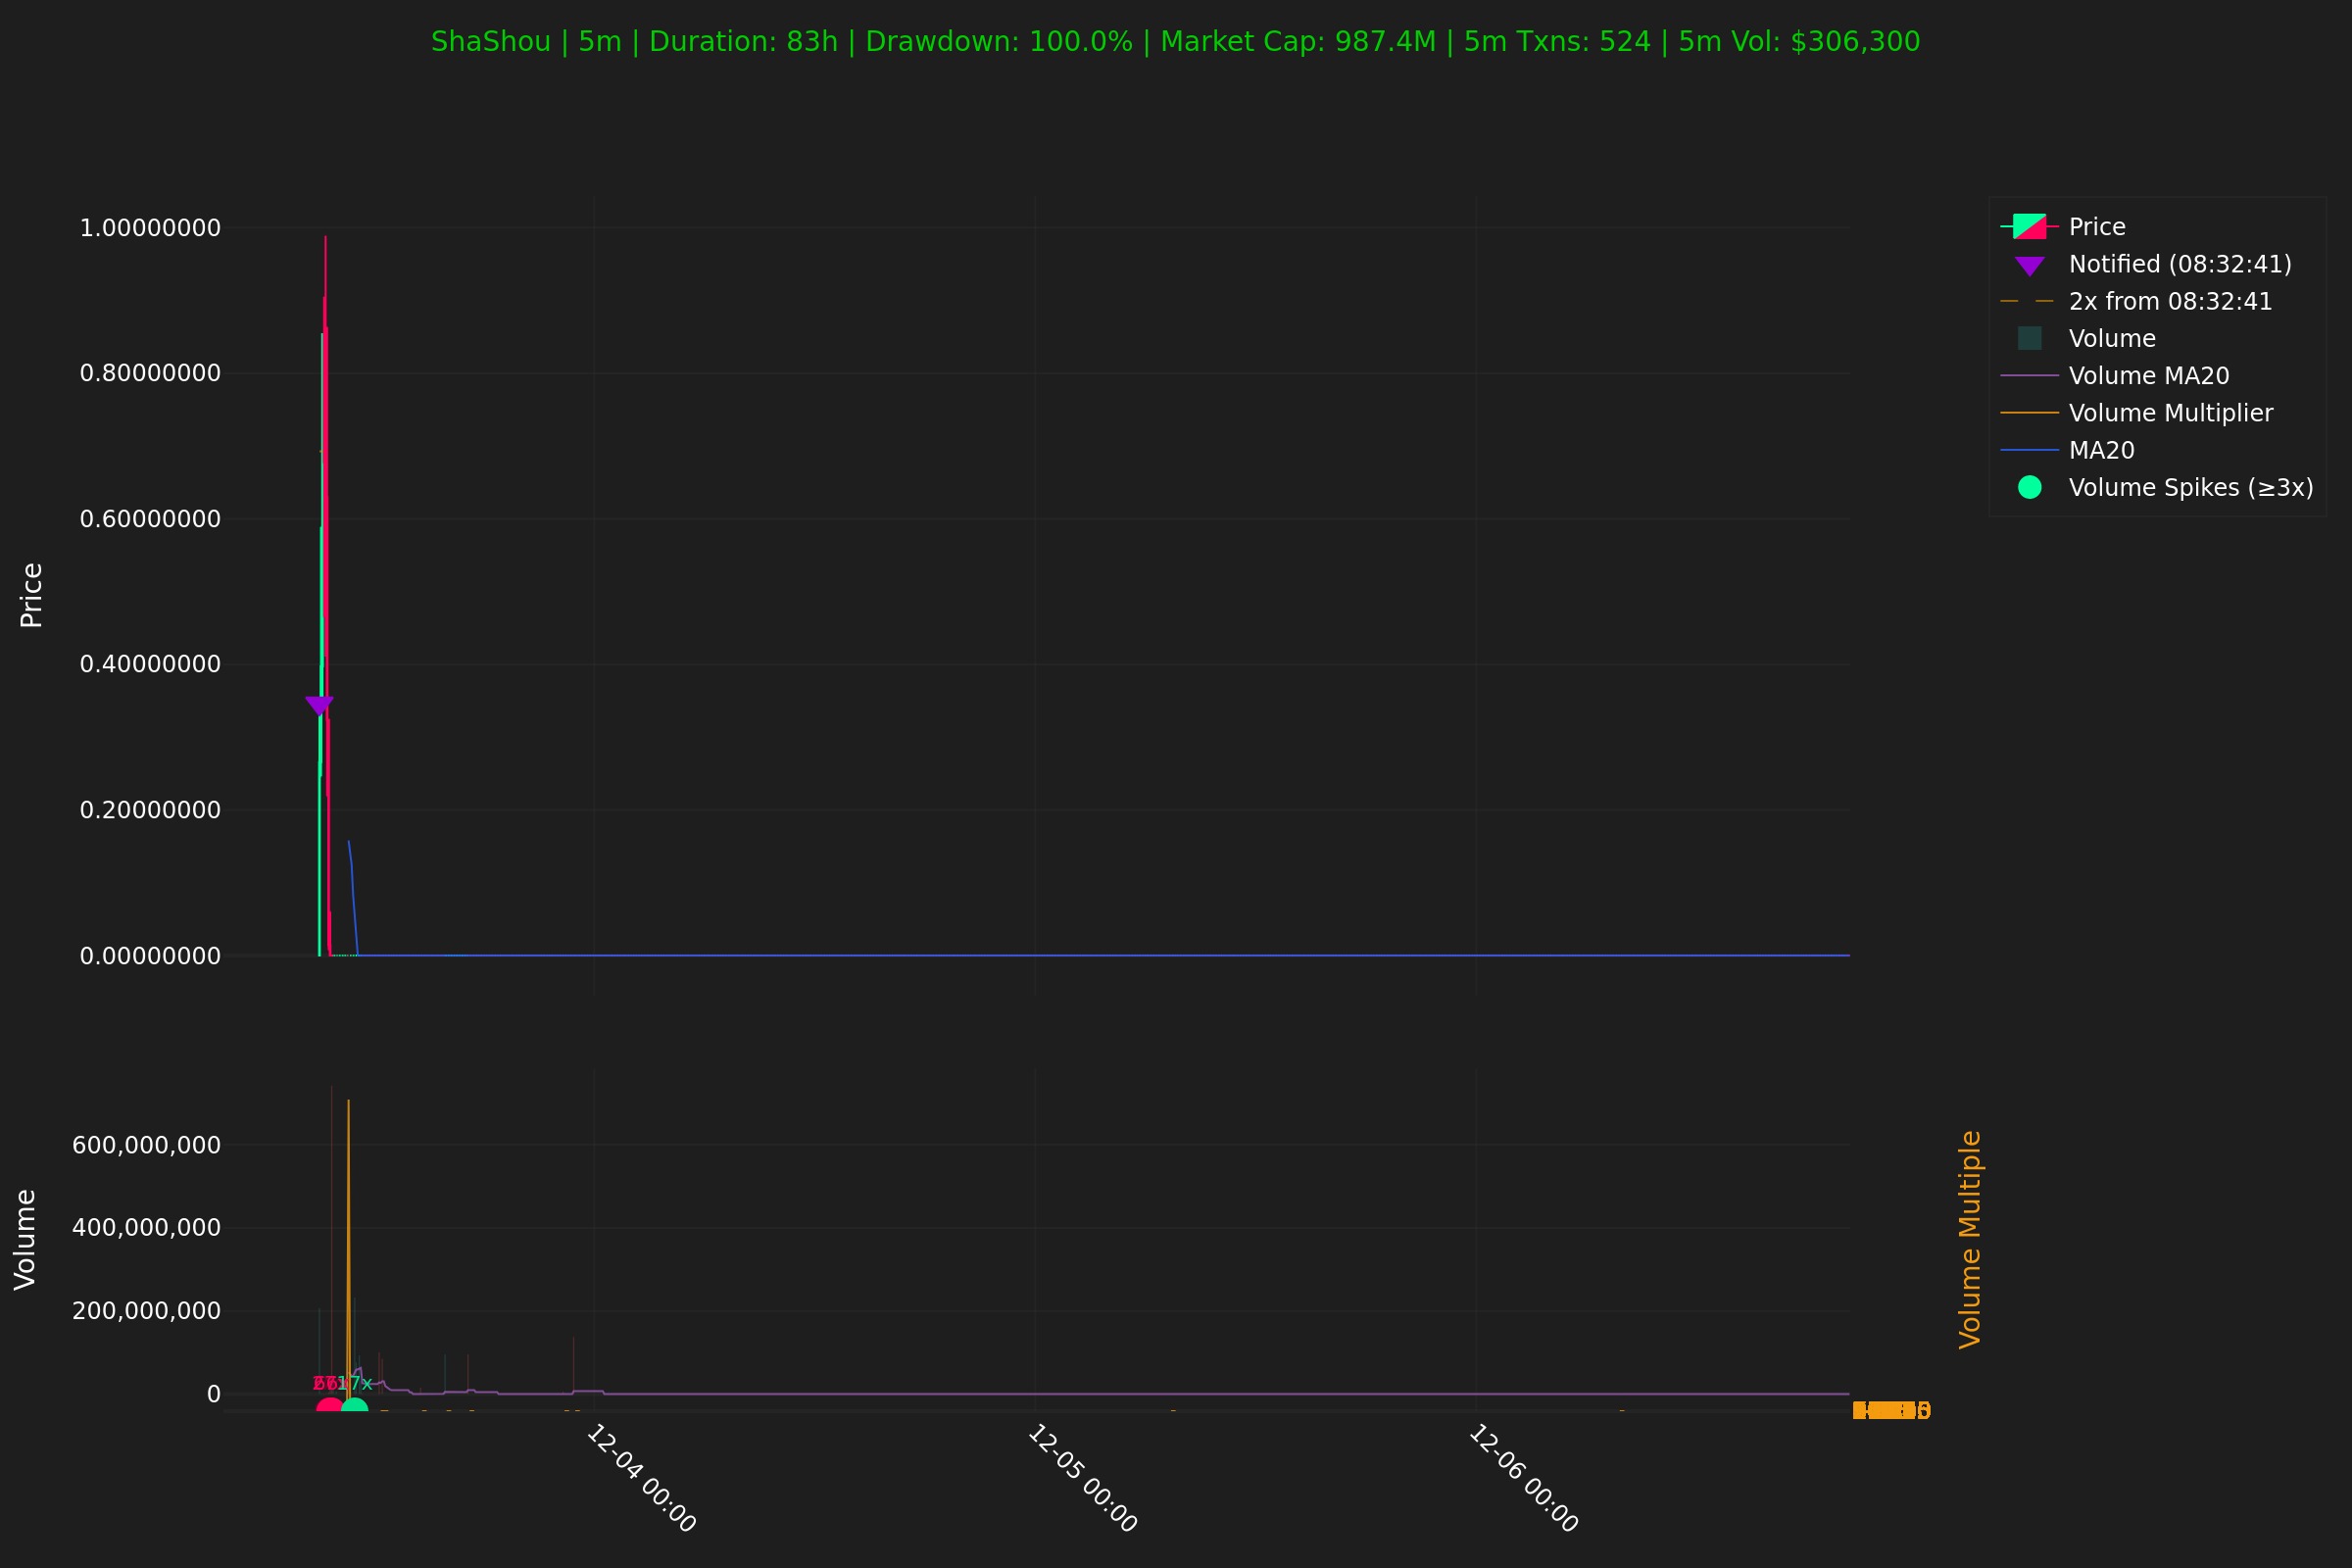 ShaShou | 5m | Duration: 83h | Drawdown: 100.0% | Market Cap: 987.4M | 5m Txns: 524 | 5m Vol: $306,300
Price
1.00000000
0.80000000
0.60000000
0.40000000
0.20000000
0.00000000
Price
Notified (08:32:41)
2x from 08:32:41
Volume
Volume MA20
Volume Multiplier
MA20
Volume Spikes (≥3x)
Volume
600,000,000
400,000,000
200,000,000
0
17x
Volume Multiple
12-04 00:00
12-05 00:00
12-06 00:00